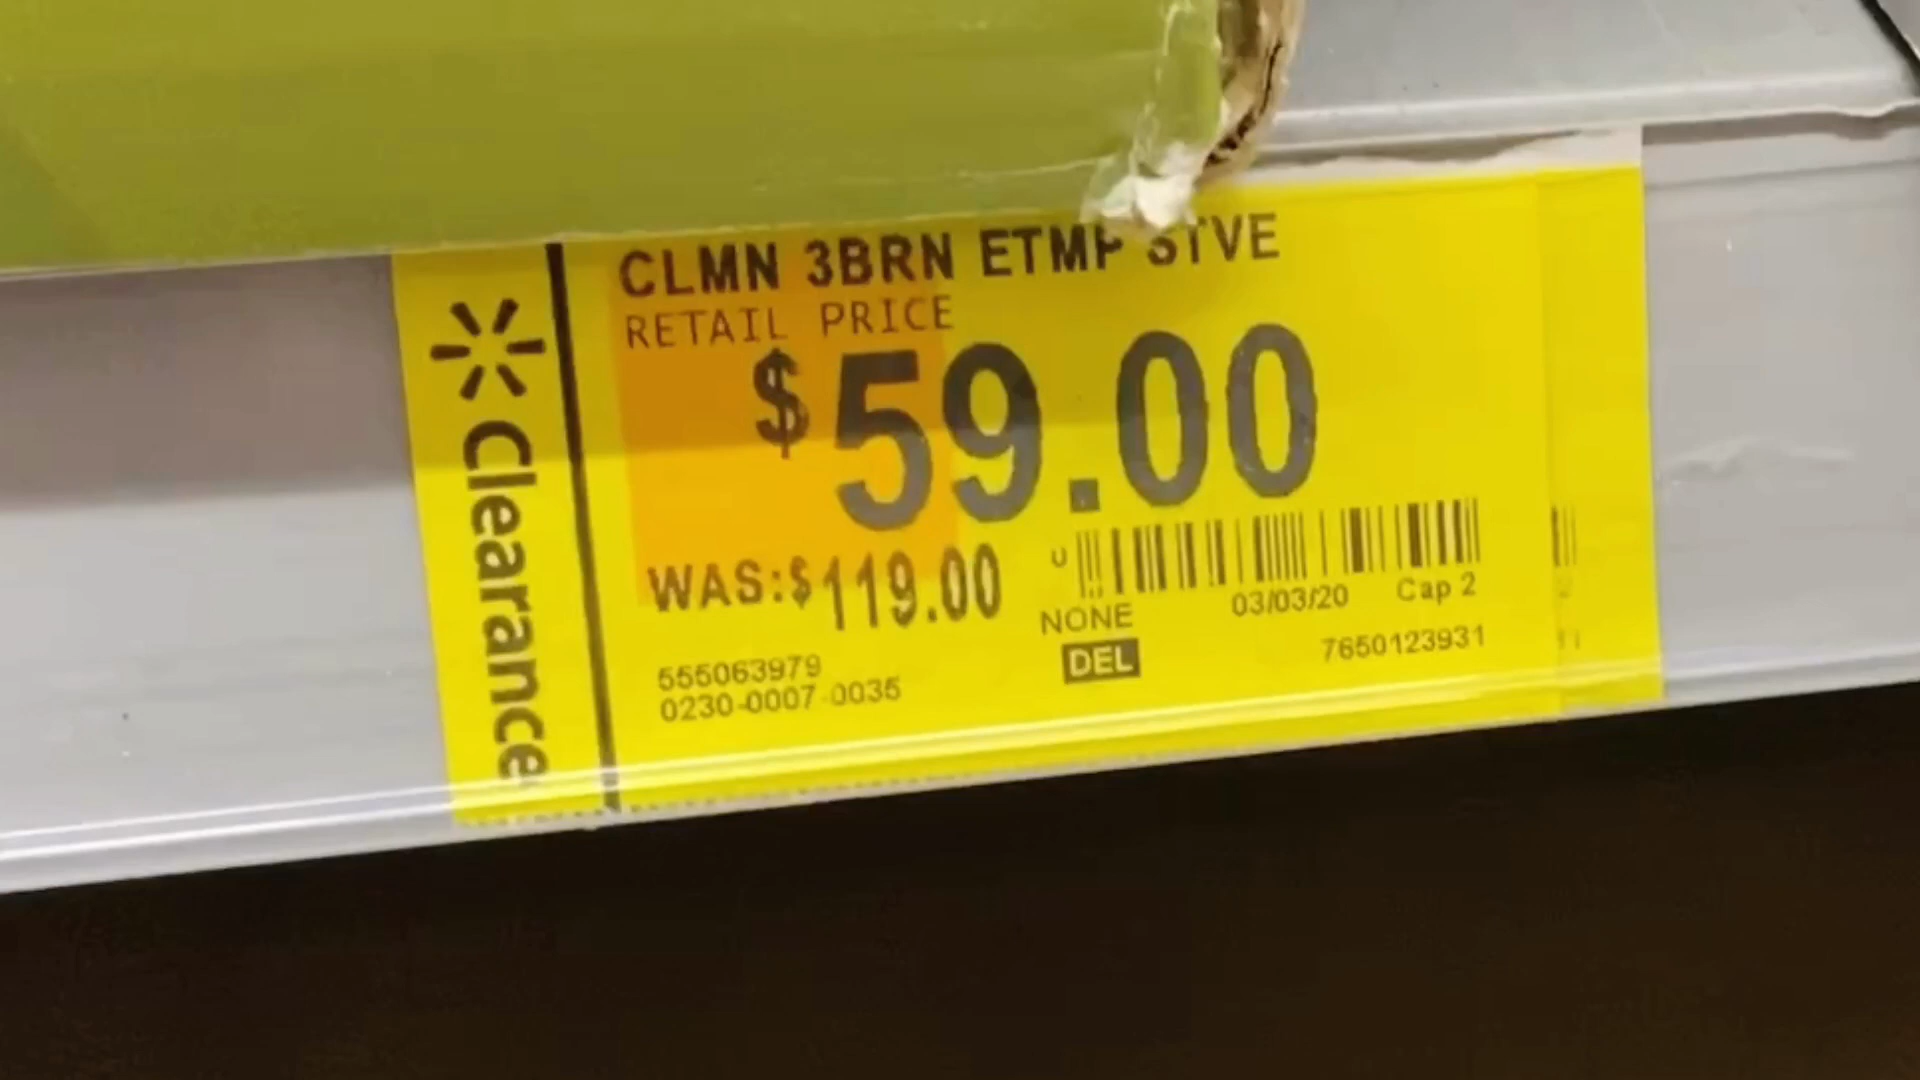 CLMN 3BRN ETMP STVE
RETAIL PRICE
$59.00
WAS:$119.00
U
NONE
03/03/20
Cap 2
DEL
7650123931
555063979
0230-0007-0035
Clearance